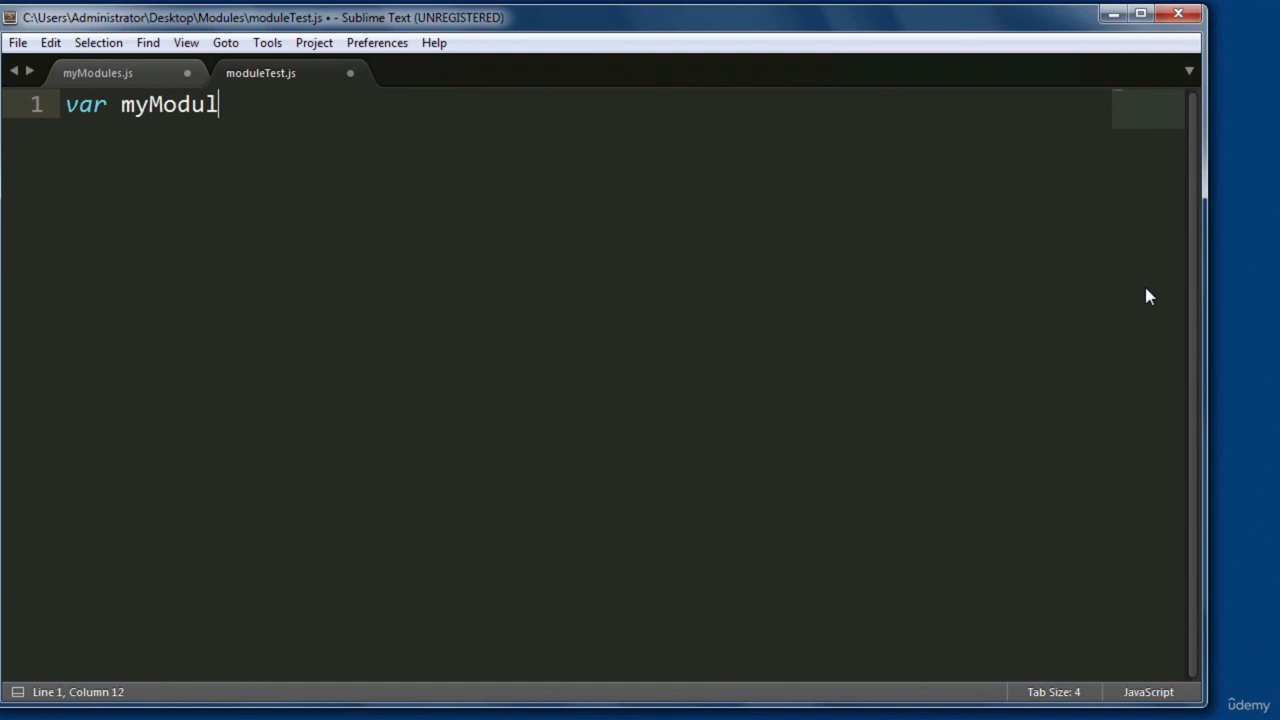 C:\Users\Administrator\Desktop\Modules\moduleTest.js • - Sublime Text (UNREGISTERED)
File Edit Selection Find View Goto Tools Project Preferences Help
myModules.js moduleTest.js
1 var myModul
Line 1, Column 12 Tab Size: 4 JavaScript
ûdemy